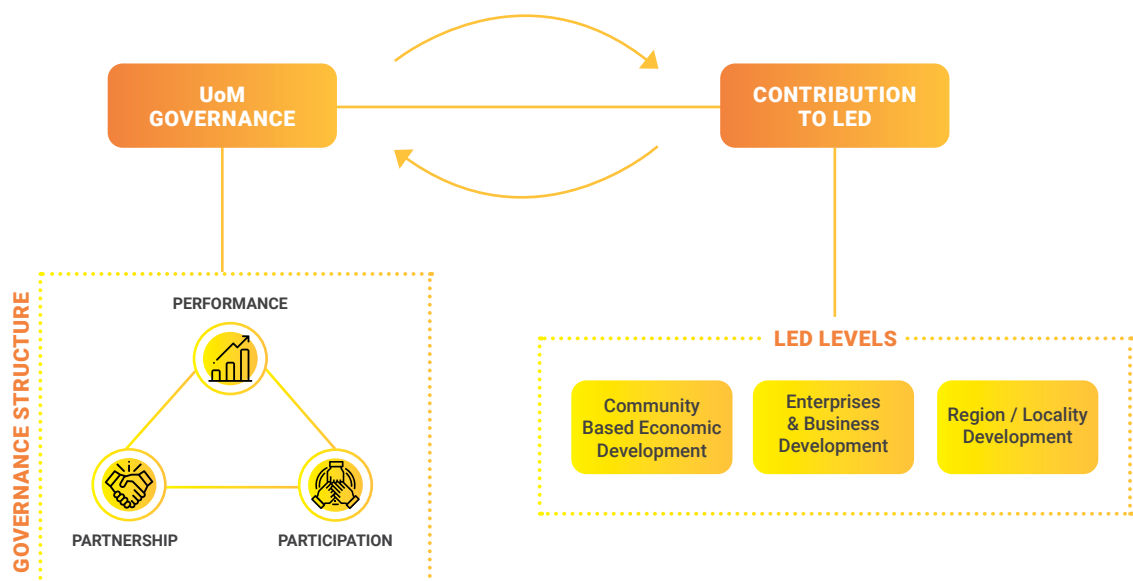 UoM
GOVERNANCE
CONTRIBUTION
TO LED
GOVERNANCE STRUCTURE
PERFORMANCE
PARTNERSHIP
PARTICIPATION
LED LEVELS
Community
Based Economic
Development
Enterprises
& Business
Development
Region / Locality
Development